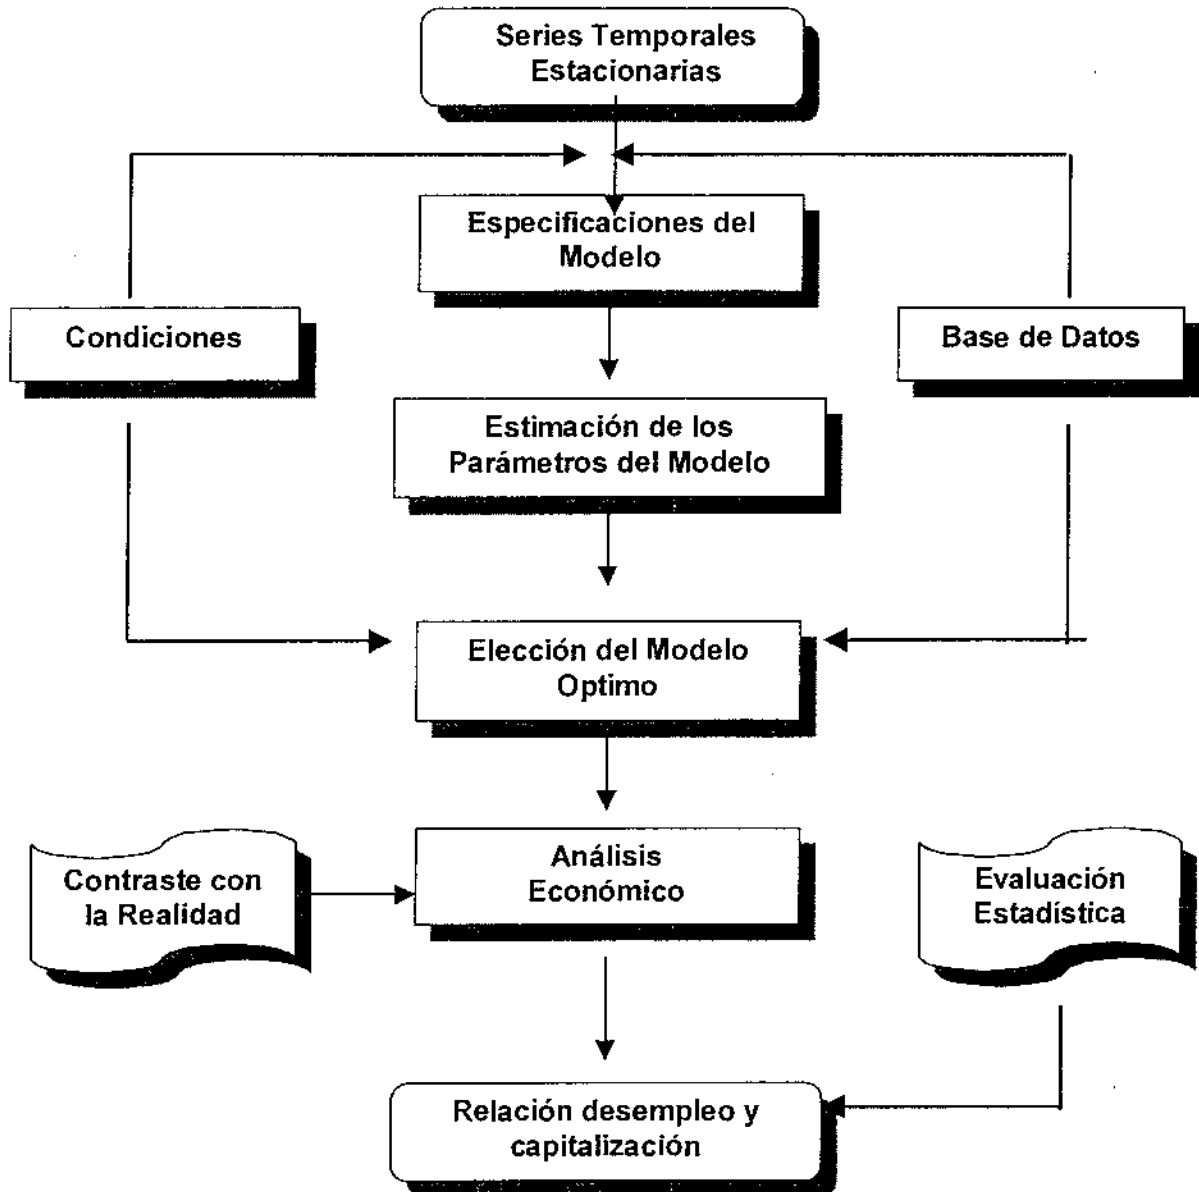 Series Temporales
Estacionarias
Especificaciones del
Modelo
Condiciones
Base de Datos
Estimación de los
Parámetros del Modelo
Elección del Modelo
Optimo
Contraste con
la Realidad
Análisis
Económico
Evaluación
Estadística
Relación desempleo y
capitalización